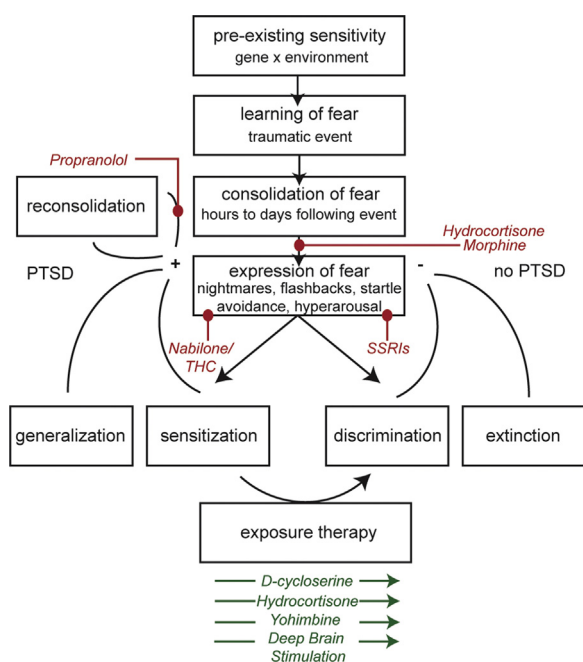 pre-existing sensitivity
gene x environment
learning of fear
traumatic event
Propranolol
reconsolidation
consolidation of fear
hours to days following event
Hydrocortisone
Morphine
PTSD
+
expression of fear
nightmares, flashbacks, startle
avoidance, hyperarousal
-
no PTSD
Nabilone/
THC
SSRIs
generalization
sensitization
discrimination
extinction
exposure therapy
D-cycloserine
Hydrocortisone
Yohimbine
Deep Brain
Stimulation